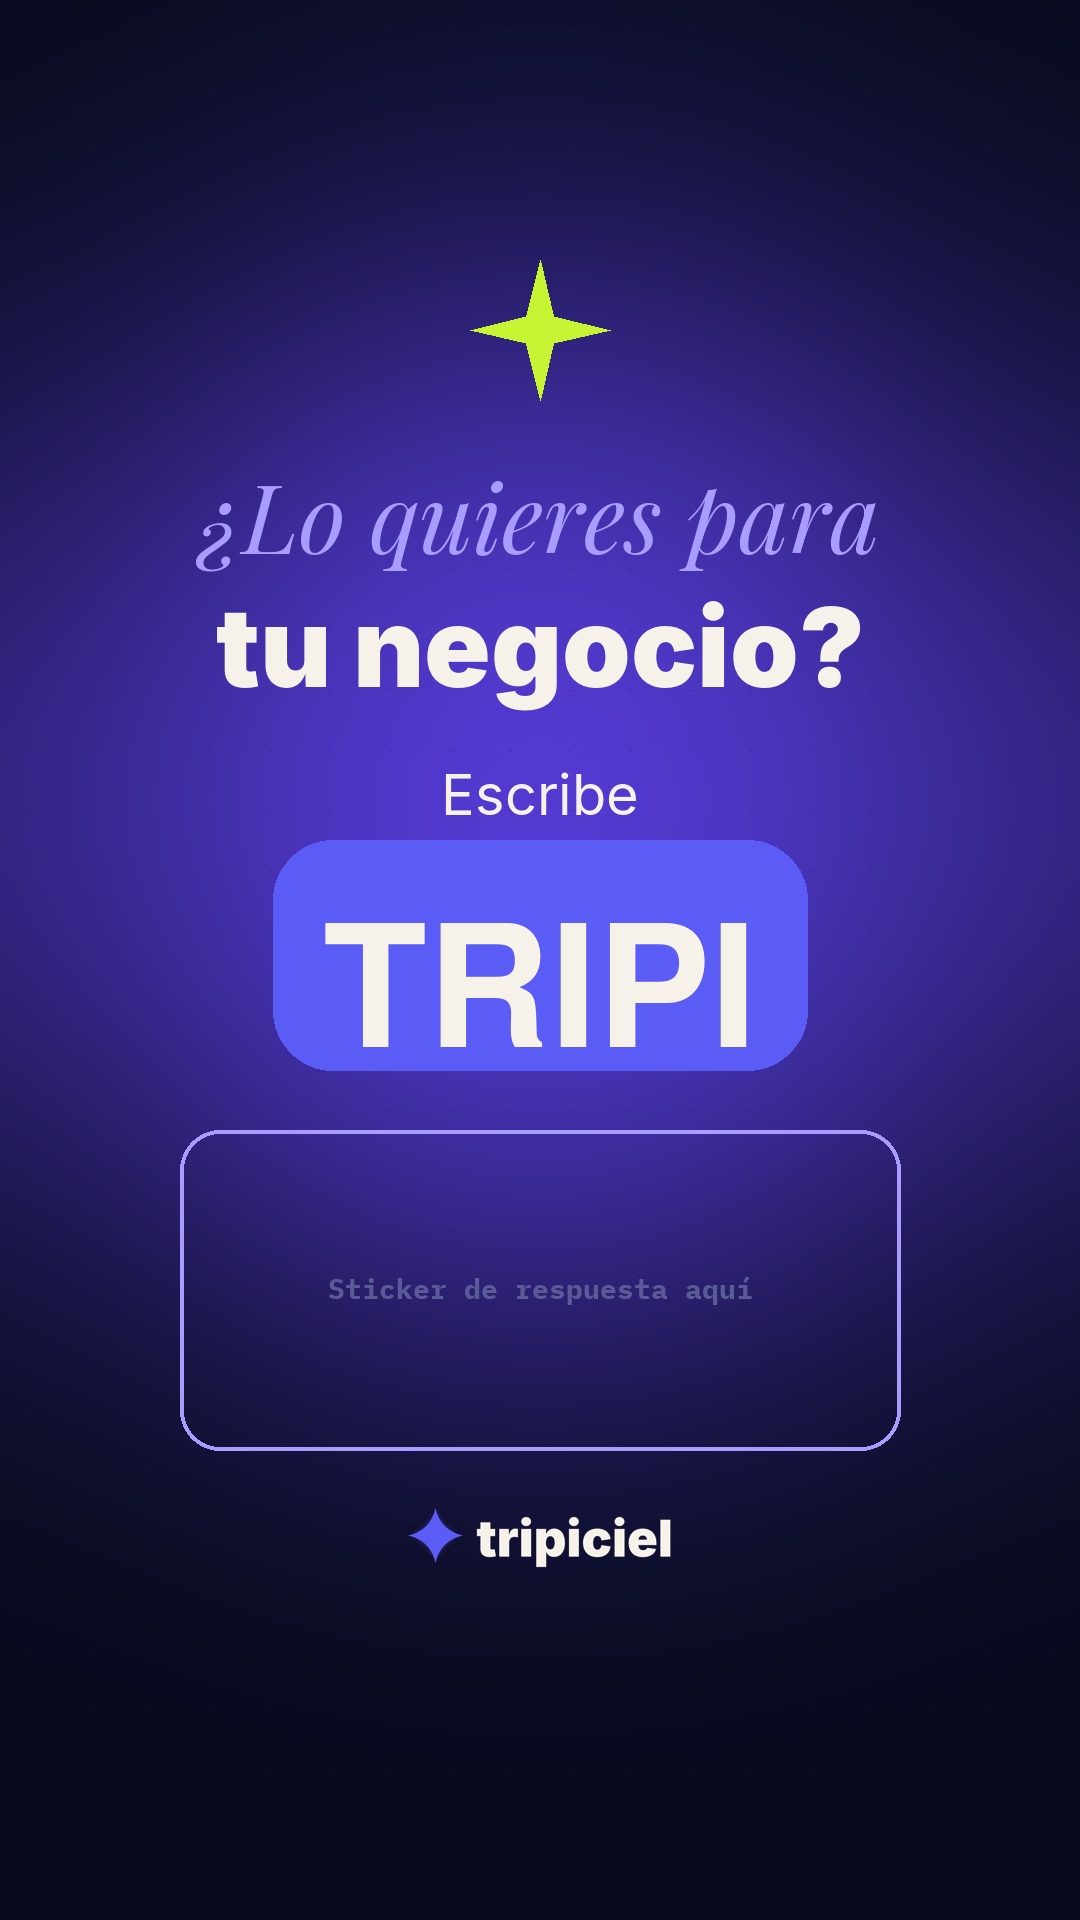 ¿Lo quieres para
tu negocio?
Escribe
TRIPI
Sticker de respuesta aquí
tripiciel